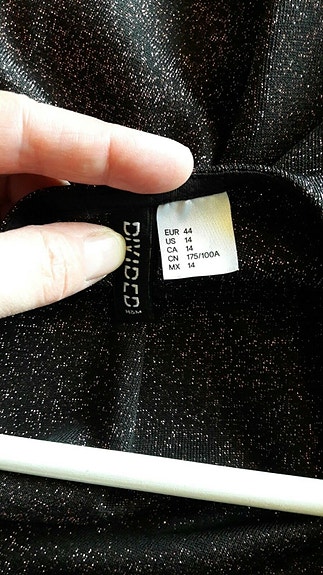 DIVIDED
H&M
EUR 44
US 14
CA 14
CN 175/100A
MX 14